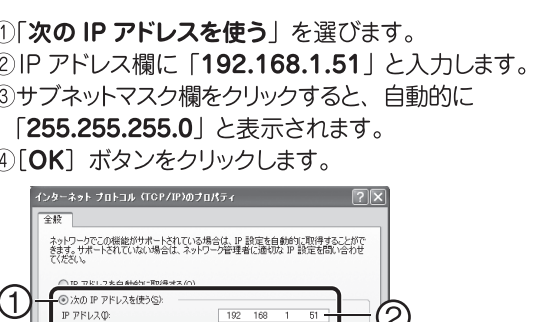 ①「次の IP アドレスを使う」を選びます。
②IP アドレス欄に「192.168.1.51」と入力します。
③サブネットマスク欄をクリックすると、自動的に
「255.255.255.0」と表示されます。
④[OK] ボタンをクリックします。
インターネット プロトコル (TCP/IP)のプロパティ
全般
ネットワークでこの機能がサポートされている場合は、IP 設定を自動的に取得することがで
きます。サポートされていない場合は、ネットワーク管理者に適切な IP 設定を問い合わせ
てください。
IP アドレスを自動的に取得する(O)
① 次の IP アドレスを使う(S):
IP アドレス(I): 192 168 1 51 ②